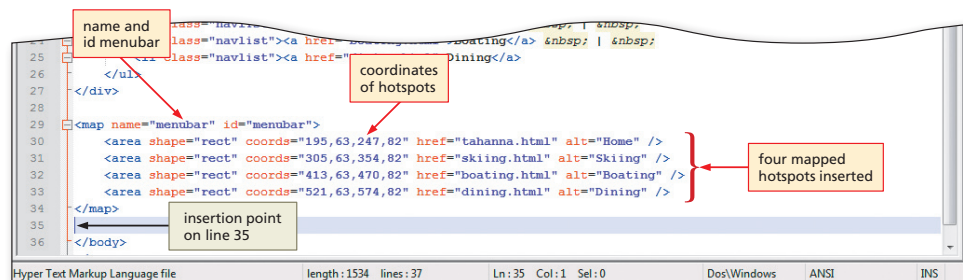 name and
id menubar
lass="navlist"><a href="Boating.html">Boating</a> &nbsp; | &nbsp;
25 class="navlist"><a href= Dining</a>
coordinates
of hotspots
26 </ul>
27 </div>
28
29 <map name="menubar" id="menubar">
30 <area shape="rect" coords="195,63,247,82" href="tahanna.html" alt="Home" />
31 <area shape="rect" coords="305,63,354,82" href="skiing.html" alt="Skiing" />
32 <area shape="rect" coords="413,63,470,82" href="boating.html" alt="Boating" />
33 <area shape="rect" coords="521,63,574,82" href="dining.html" alt="Dining" />
four mapped
hotspots inserted
34 </map>
35
insertion point
on line 35
36 </body>
Hyper Text Markup Language file length : 1534 lines : 37 Ln : 35 Col : 1 Sel : 0 Dos\Windows ANSI INS